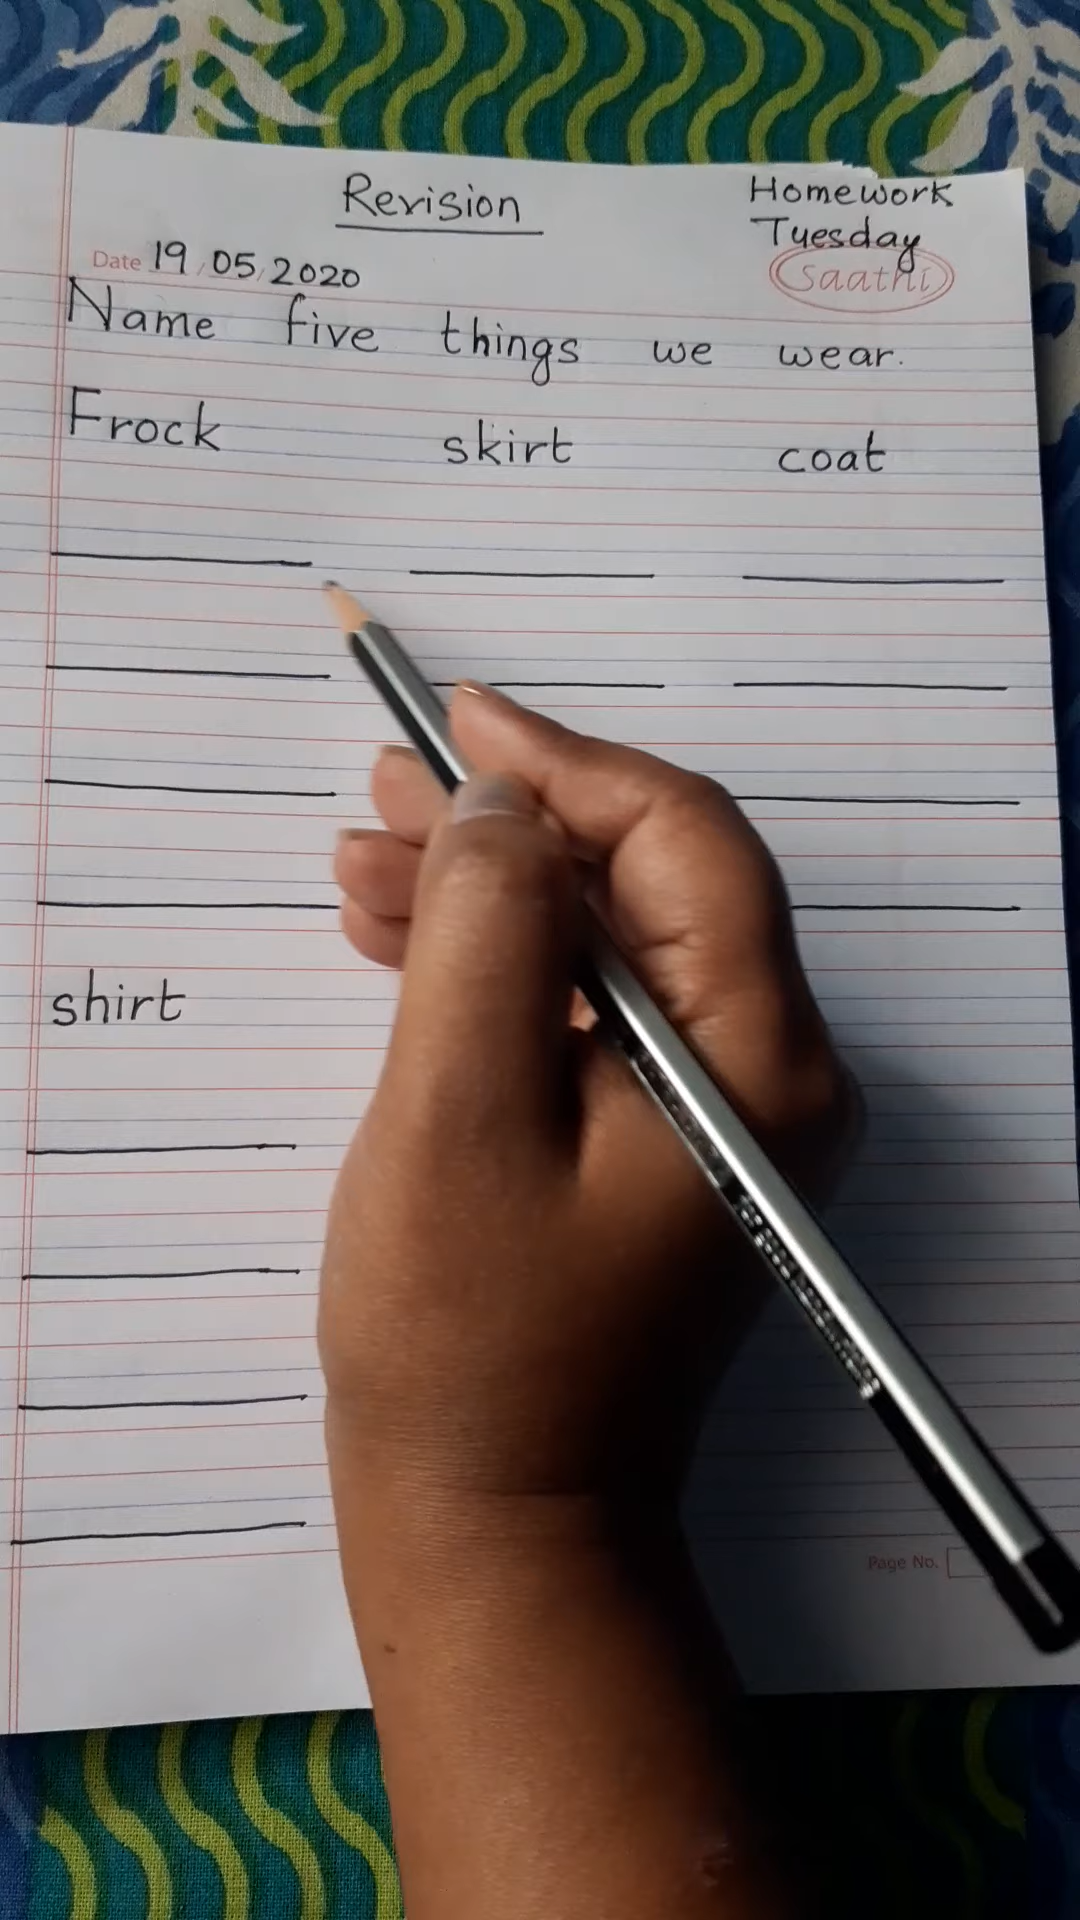 Revision
Homework
Tuesday
Saathi
Date 19/05/2020
Name five things we wear.
Frock skirt coat
shirt
Page No.